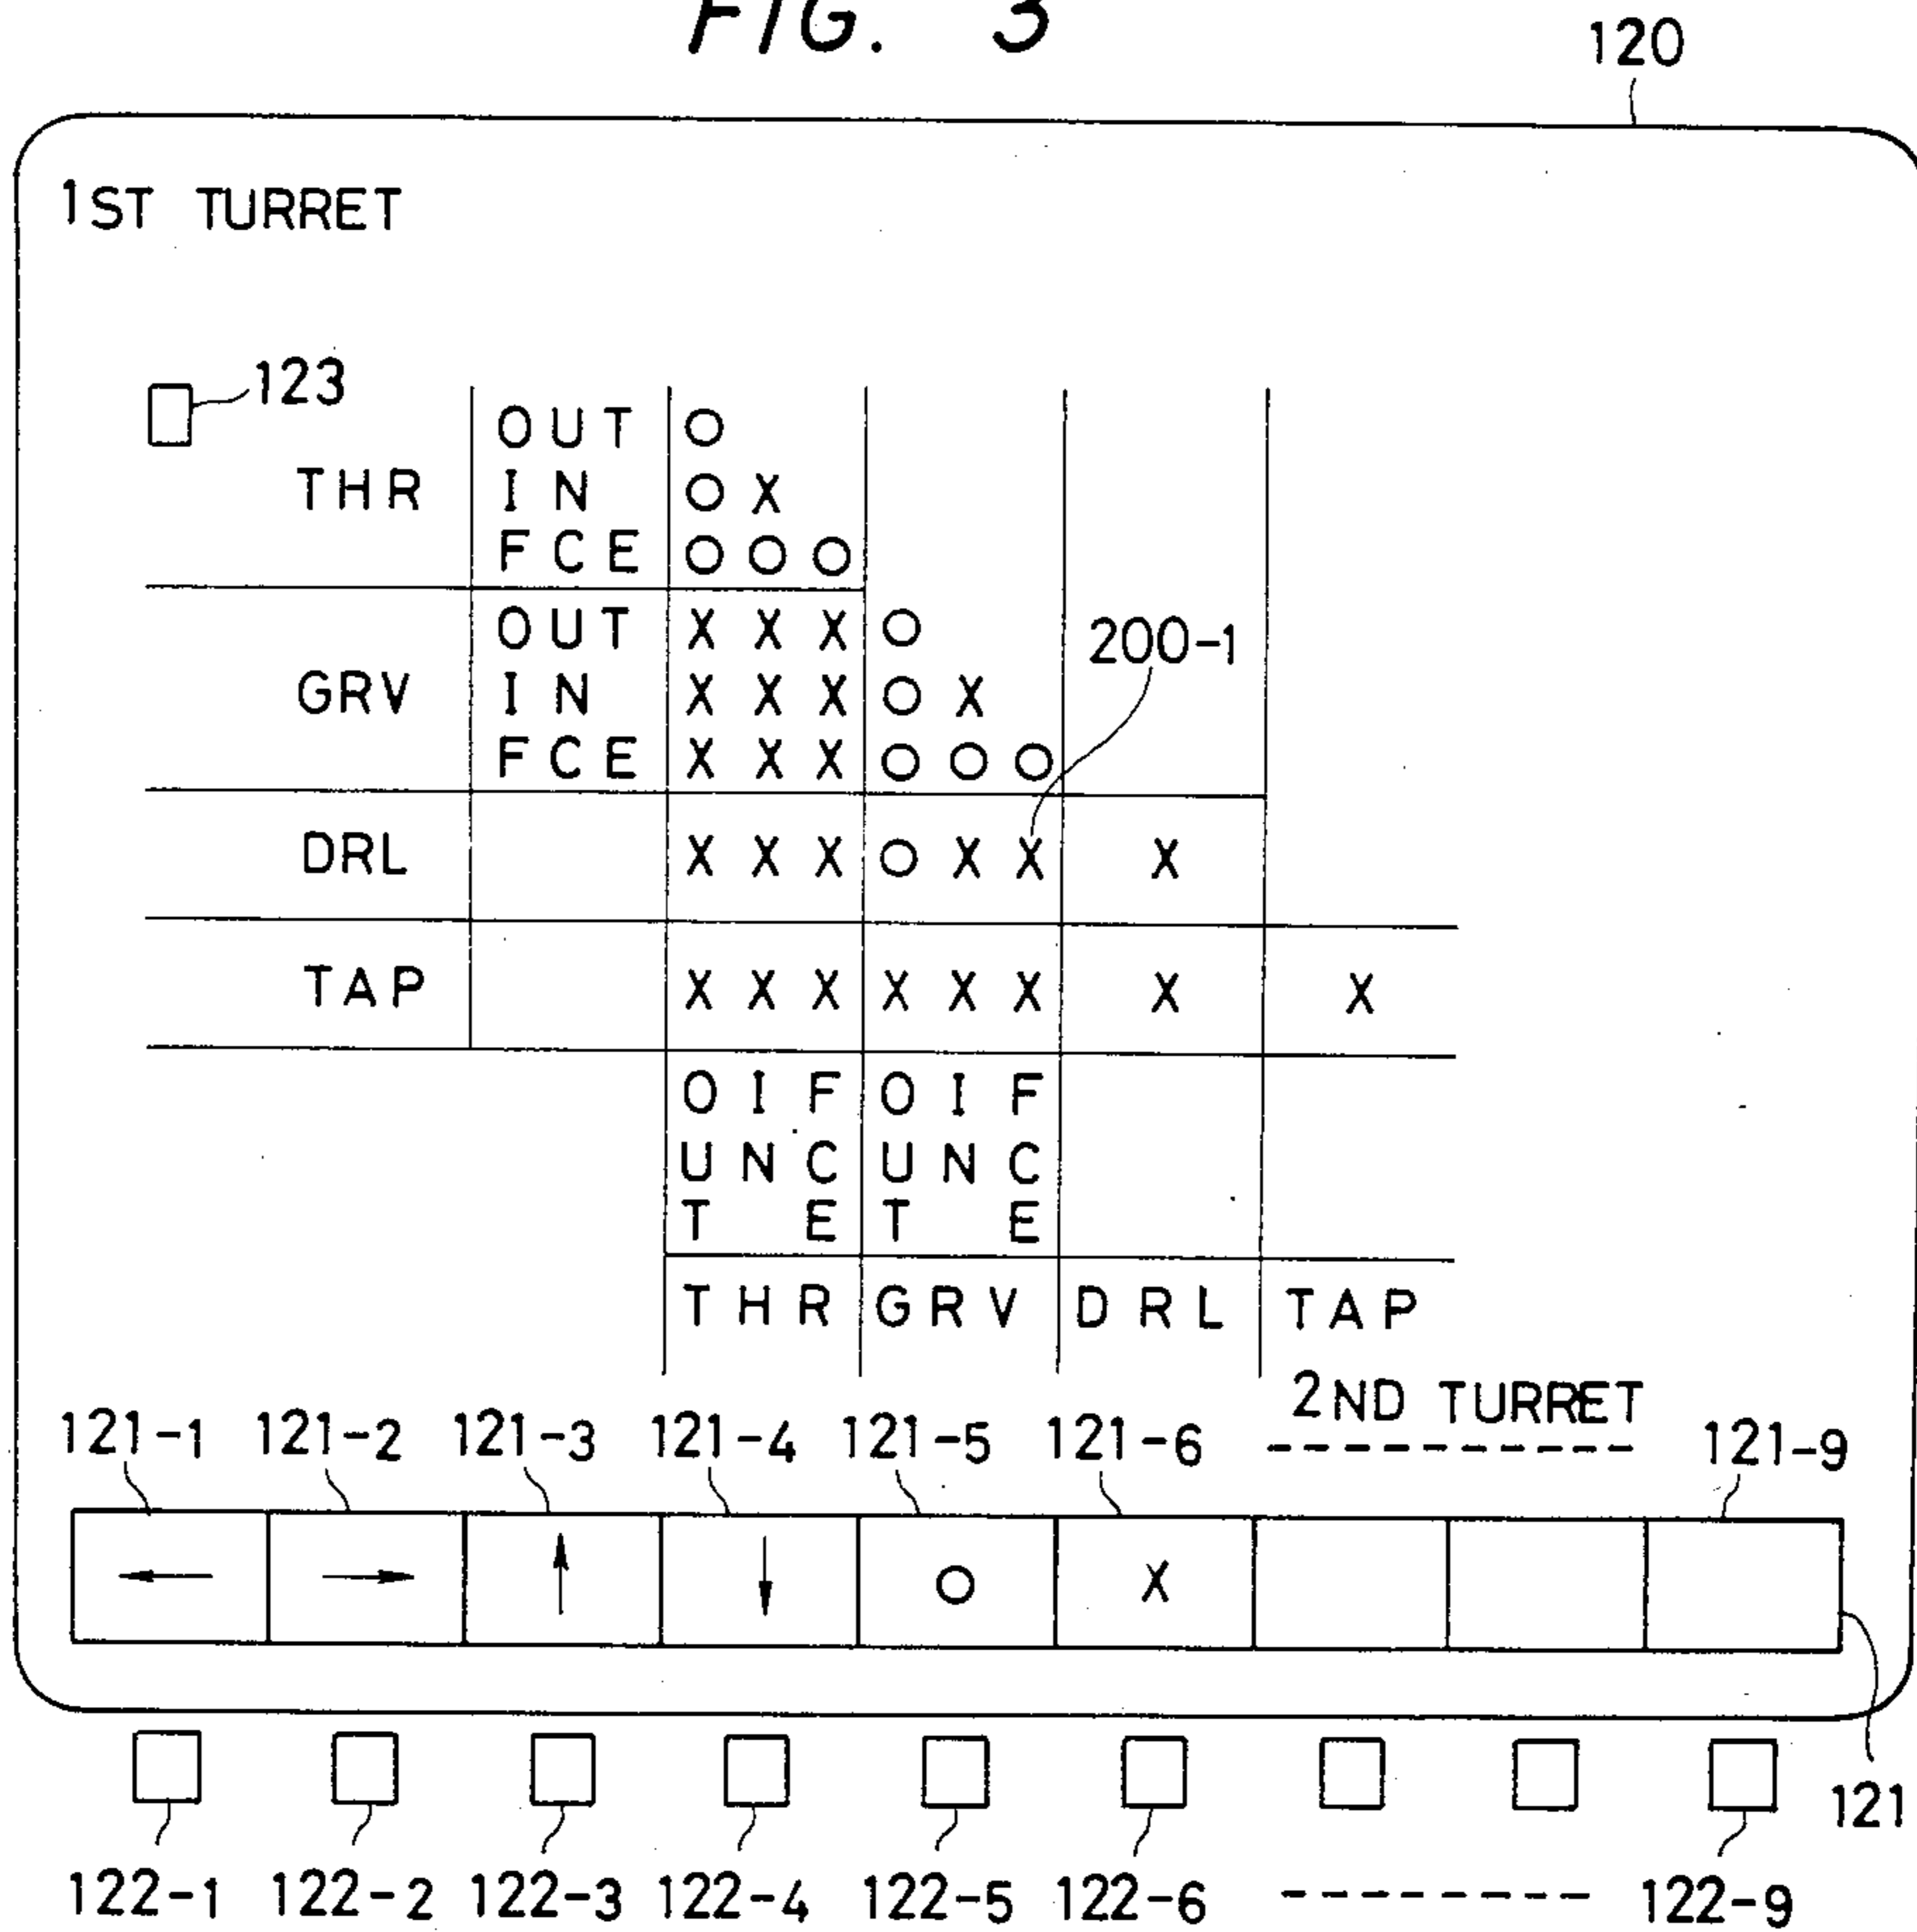 FIG. 3
120
1ST TURRET
123
OUT O
THR IN O X
FCE O O O
OUT X X X O
200-1
GRV IN X X X O X
FCE X X X O O O
DRL X X X O X X X
TAP X X X X X X X X
O I F O I F
U N C U N C
T E T E
THR GRV DRL TAP
2ND TURRET
121-1 121-2 121-3 121-4 121-5 121-6 ---------- 121-9
← → ↑ ↓ O X
121
122-1 122-2 122-3 122-4 122-5 122-6 -------- 122-9